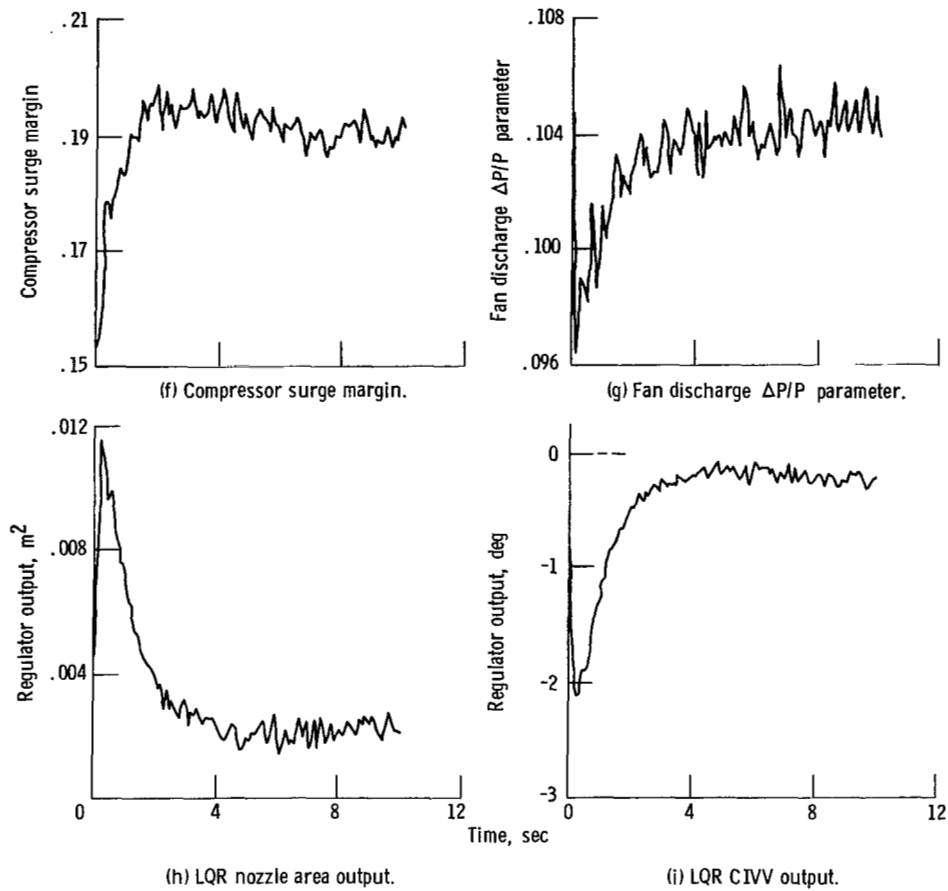 .21
.19
.17
.15
Compressor surge margin
(f) Compressor surge margin.
.108
.104
.100
.096
Fan discharge ΔP/P parameter
(g) Fan discharge ΔP/P parameter.
.012
.008
.004
Regulator output, m²
0 4 8 12
(h) LQR nozzle area output.
0
-1
-2
-3
Regulator output, deg
0 4 8 12
Time, sec
(i) LQR CIVV output.